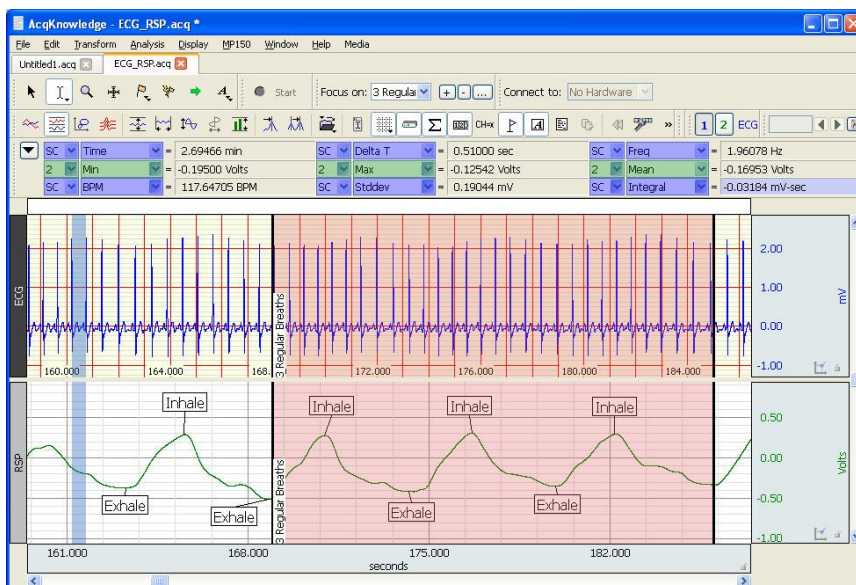 AcqKnowledge - ECG_RSP.acq *
File Edit Transform Analysis Display MP150 Window Help Media
Untitled1.acq ECG_RSP.acq
Start Focus on: 3 Regular + - ... Connect to: No Hardware
CH=x 1 2 ECG
SC Time = 2.69466 min SC Delta T = 0.51000 sec SC Freq = 1.96078 Hz
2 Min = -0.19500 Volts 2 Max = -0.12542 Volts 2 Mean = -0.16953 Volts
SC BPM = 117.64705 BPM SC Stddev = 0.19044 mV SC Integral = -0.03184 mV-sec
ECG
3 Regular Breaths
2.00
1.00
0.00
-1.00
mV
160.000 164.000 168. 172.000 176.000 180.000 184.000
RSP
Inhale Inhale Inhale Inhale
Exhale Exhale Exhale Exhale
3 Regular Breaths
0.50
0.00
-0.50
-1.00
Volts
161.000 168.000 175.000 182.000
seconds